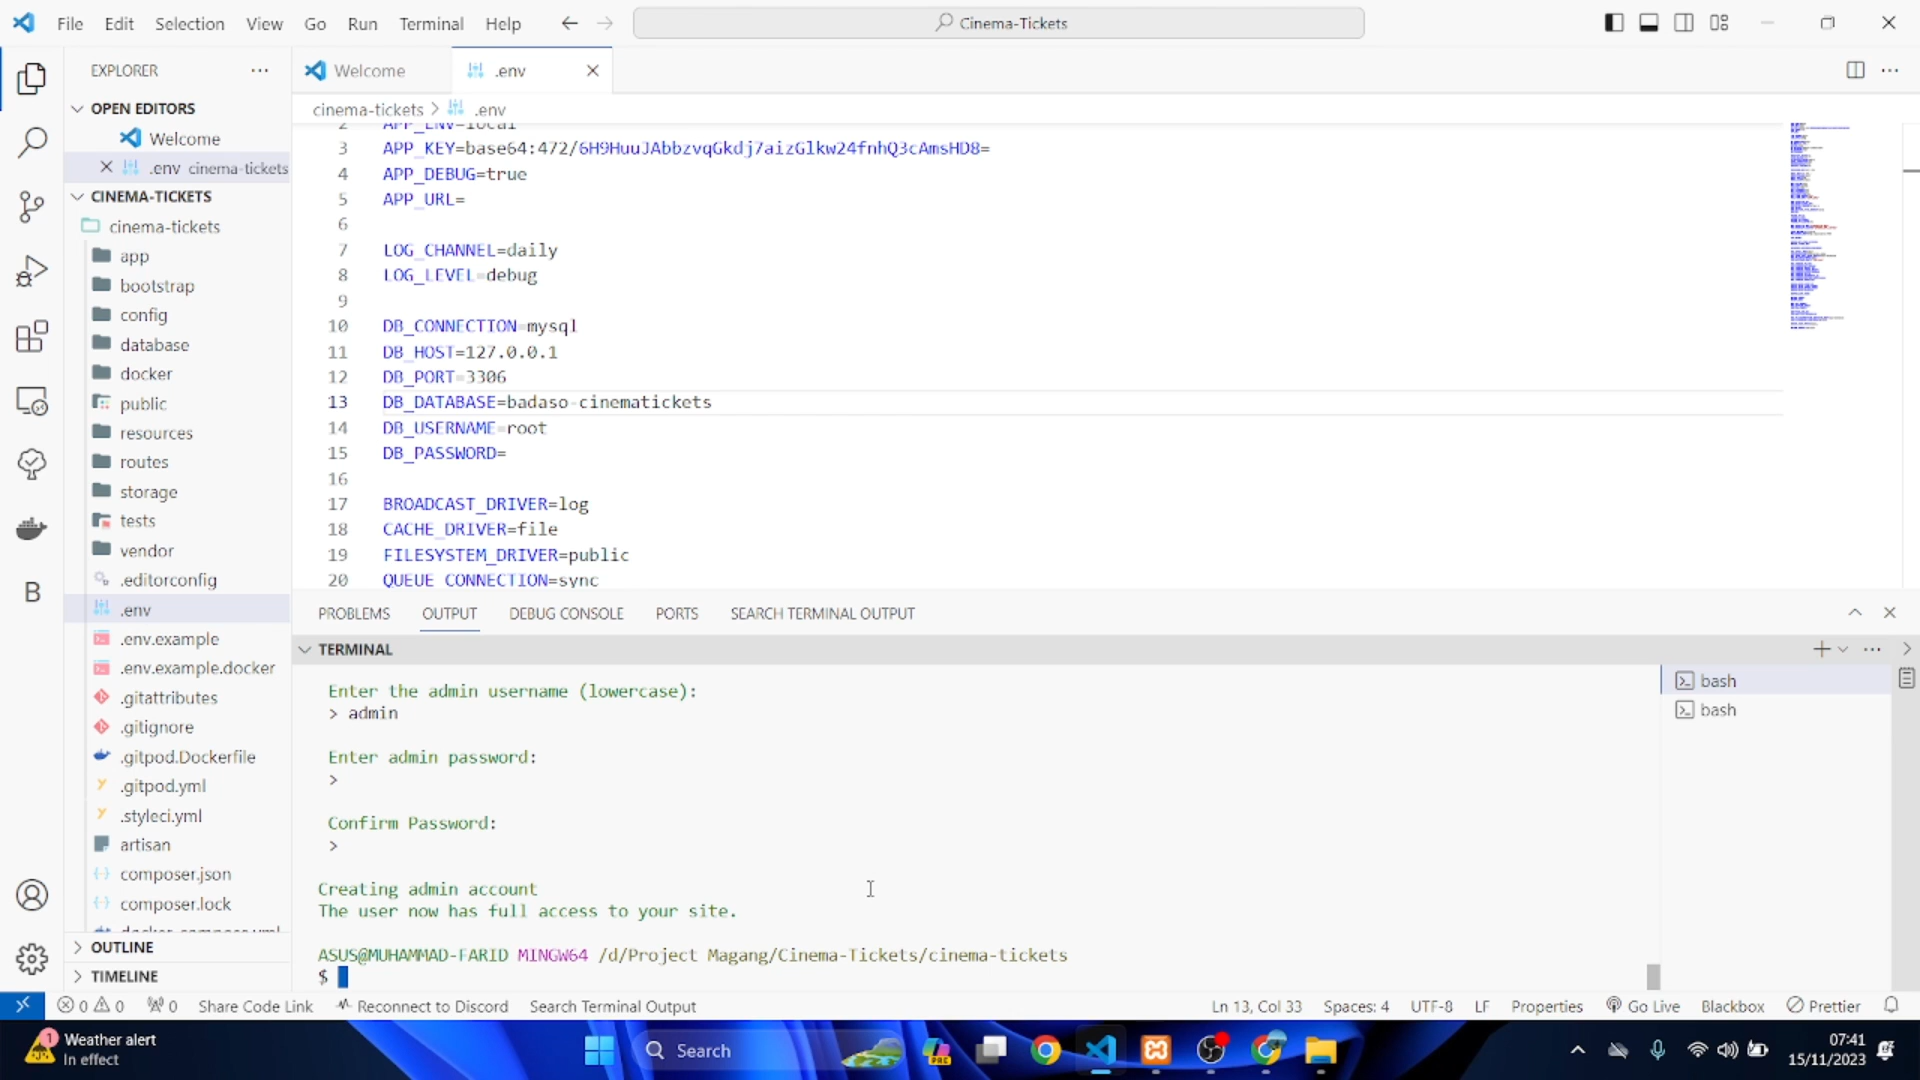 File Edit Selection View Go Run Terminal Help
Cinema-Tickets
EXPLORER
OPEN EDITORS
Welcome
.env cinema-tickets
CINEMA-TICKETS
cinema-tickets
app
bootstrap
config
database
docker
public
resources
routes
storage
tests
vendor
.editorconfig
.env
.env.example
.env.example.docker
.gitattributes
.gitignore
.gitpod.Dockerfile
.gitpod.yml
.styleci.yml
artisan
composer.json
composer.lock
docker-compose.yml
OUTLINE
TIMELINE
B
Welcome
.env
cinema-tickets > .env
2 APP_ENV=local
3 APP_KEY=base64:472/6H9HuuJAbbzvqGkdj7aizGlkw24fnhQ3cAmsHD8=
4 APP_DEBUG=true
5 APP_URL=
6
7 LOG_CHANNEL=daily
8 LOG_LEVEL=debug
9
10 DB_CONNECTION=mysql
11 DB_HOST=127.0.0.1
12 DB_PORT=3306
13 DB_DATABASE=badaso-cinematickets
14 DB_USERNAME=root
15 DB_PASSWORD=
16
17 BROADCAST_DRIVER=log
18 CACHE_DRIVER=file
19 FILESYSTEM_DRIVER=public
20 QUEUE_CONNECTION=sync
PROBLEMS OUTPUT DEBUG CONSOLE PORTS SEARCH TERMINAL OUTPUT
TERMINAL
Enter the admin username (lowercase):
> admin
Enter admin password:
>
Confirm Password:
>
Creating admin account
The user now has full access to your site.
ASUS@MUHAMMAD-FARID MINGW64 /d/Project Magang/Cinema-Tickets/cinema-tickets
$
bash
bash
0 0 0 Share Code Link Reconnect to Discord Search Terminal Output
Ln 13, Col 33 Spaces: 4 UTF-8 LF Properties Go Live Blackbox Prettier
1
Weather alert
In effect
Search
PRE
07:41
15/11/2023